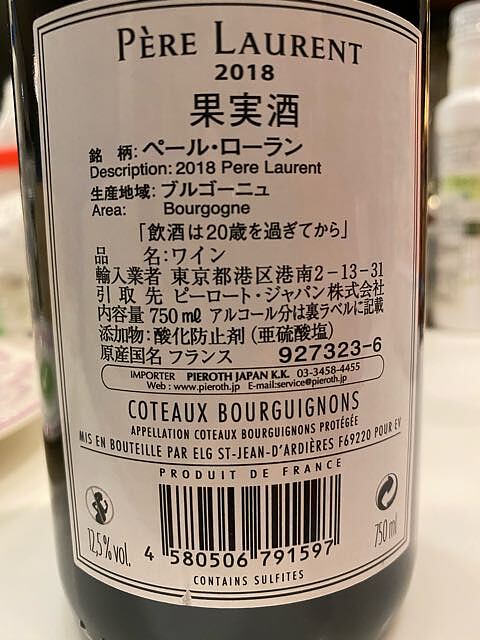 PÈRE LAURENT
2018
果実酒
銘 柄: ペール・ローラン
Description: 2018 Pere Laurent
生産地域: ブルゴーニュ
Area: Bourgogne
「飲酒は20歳を過ぎてから」
品 名: ワイン
輸入業者 東京都港区港南2-13-31
引 取 先 ピーロート・ジャパン株式会社
内容量 750㎖ アルコール分は裏ラベルに記載
添加物: 酸化防止剤 (亜硫酸塩)
原産国名 フランス 927323-6
IMPORTER PIEROTH JAPAN K.K. 03-3458-4455
Web : www.pieroth.jp E-mail:service@pieroth.jp
COTEAUX BOURGUIGNONS
APPELLATION COTEAUX BOURGUIGNONS PROTÉGÉE
MIS EN BOUTEILLE PAR ELG ST-JEAN-D'ARDIÈRES F69220 POUR EV
PRODUIT DE FRANCE
12,5% vol.
750 ml
4 580506 791597
CONTAINS SULFITES